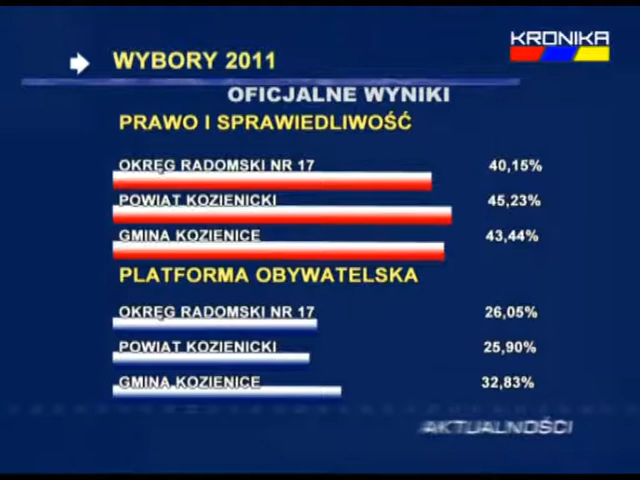 KRONIKA
WYBORY 2011
OFICJALNE WYNIKI
PRAWO I SPRAWIEDLIWOŚĆ
OKRĘG RADOMSKI NR 17 40,15%
POWIAT KOZIENICKI 45,23%
GMINA KOZIENICE 43,44%
PLATFORMA OBYWATELSKA
OKRĘG RADOMSKI NR 17 26,05%
POWIAT KOZIENICKI 25,90%
GMINA KOZIENICE 32,83%
AKTUALNOŚCI